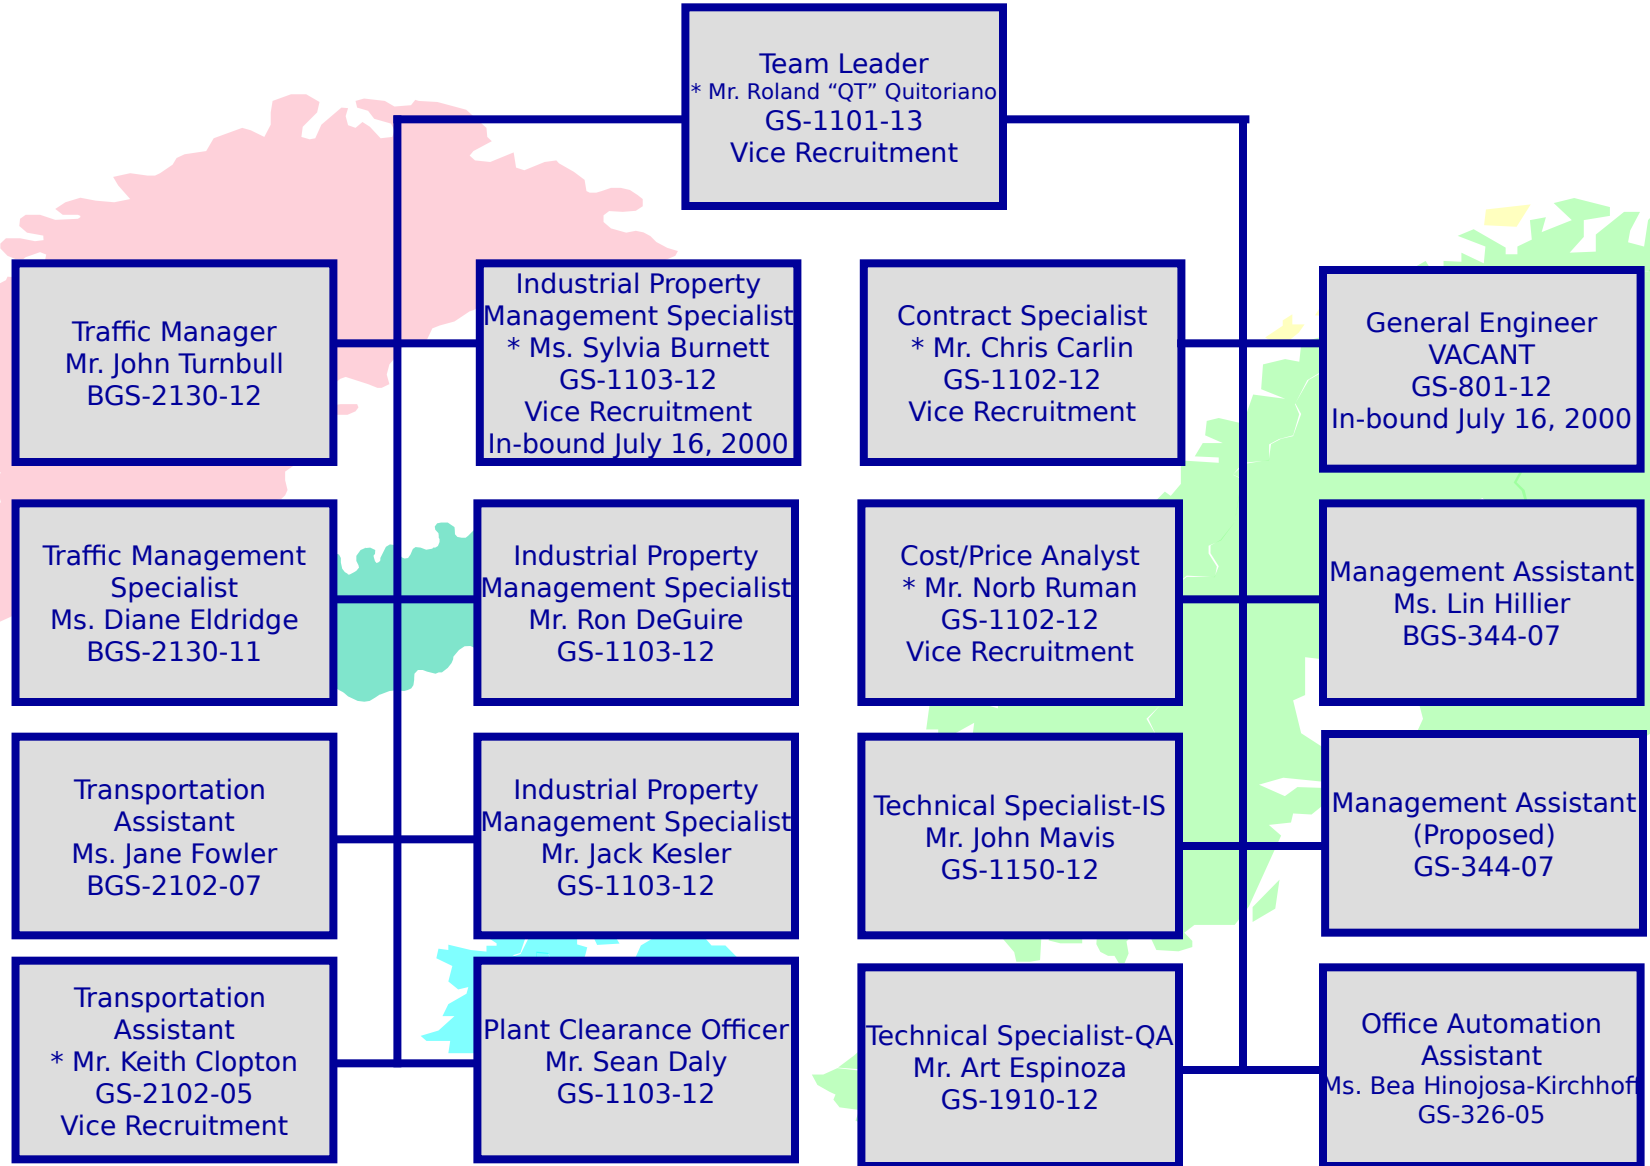 Team Leader
* Mr. Roland “QT” Quitoriano
GS-1101-13
Vice Recruitment
Traffic Manager
Mr. John Turnbull
BGS-2130-12
Industrial Property
Management Specialist
* Ms. Sylvia Burnett
GS-1103-12
Vice Recruitment
In-bound July 16, 2000
Contract Specialist
* Mr. Chris Carlin
GS-1102-12
Vice Recruitment
General Engineer
VACANT
GS-801-12
In-bound July 16, 2000
Traffic Management
Specialist
Ms. Diane Eldridge
BGS-2130-11
Industrial Property
Management Specialist
Mr. Ron DeGuire
GS-1103-12
Cost/Price Analyst
* Mr. Norb Ruman
GS-1102-12
Vice Recruitment
Management Assistant
Ms. Lin Hillier
BGS-344-07
Transportation
Assistant
Ms. Jane Fowler
BGS-2102-07
Industrial Property
Management Specialist
Mr. Jack Kesler
GS-1103-12
Technical Specialist-IS
Mr. John Mavis
GS-1150-12
Management Assistant
(Proposed)
GS-344-07
Transportation
Assistant
* Mr. Keith Clopton
GS-2102-05
Vice Recruitment
Plant Clearance Officer
Mr. Sean Daly
GS-1103-12
Technical Specialist-QA
Mr. Art Espinoza
GS-1910-12
Office Automation
Assistant
Ms. Bea Hinojosa-Kirchhoff
GS-326-05